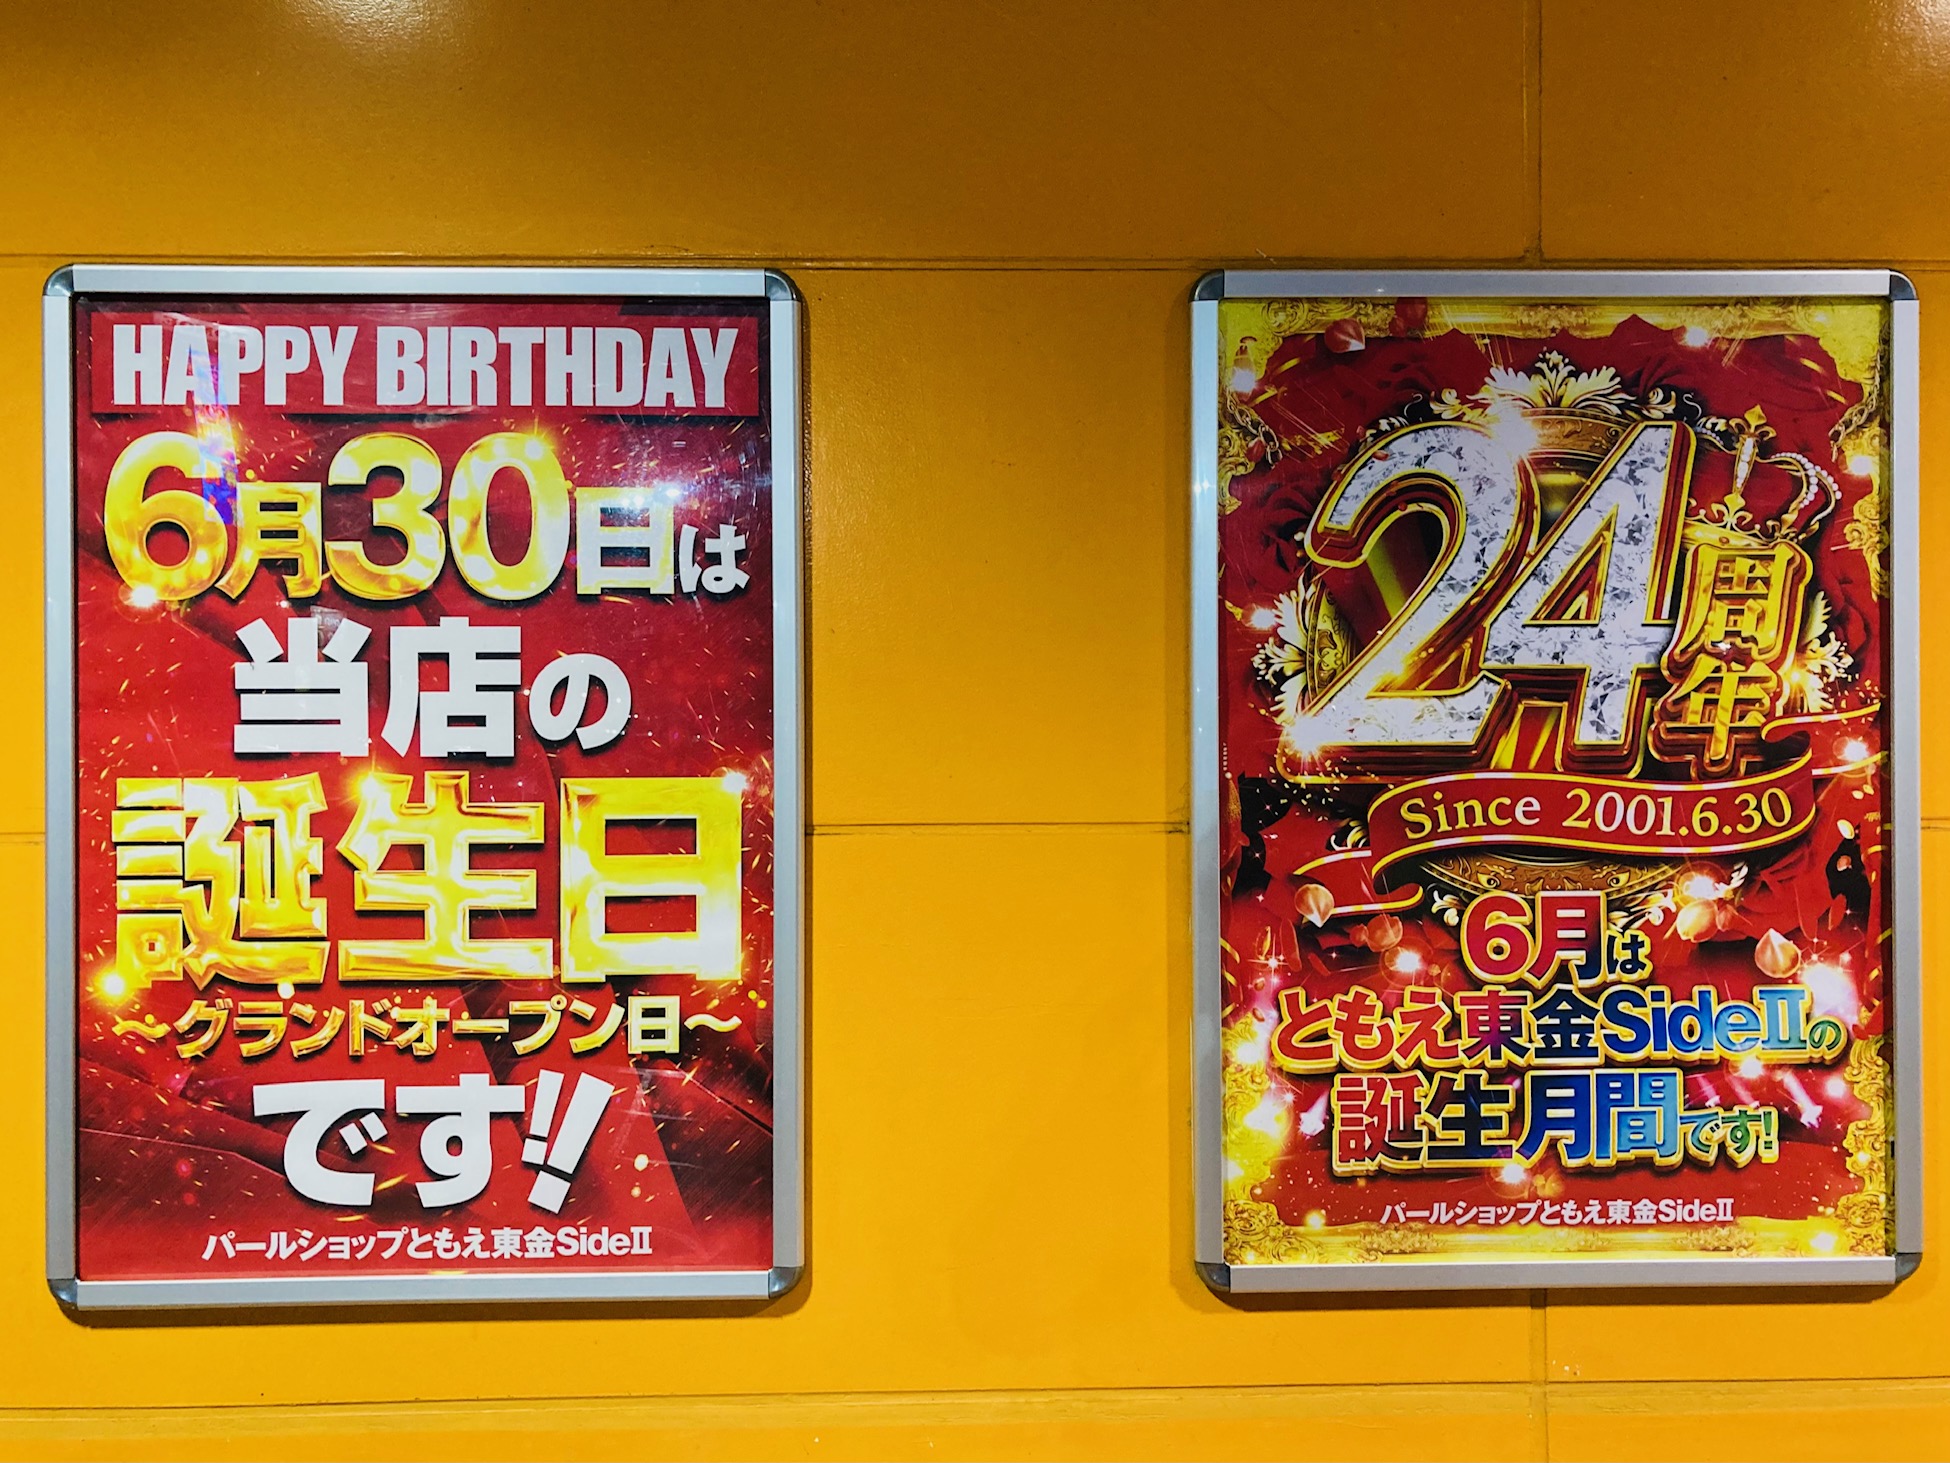 HAPPY BIRTHDAY
6月30日は
当店の
誕生日
～グランドオープン日～
です!!
パールショップともえ東金SideⅡ
24周年
Since 2001.6.30
6月は
ともえ東金SideⅡの
誕生月間です!
パールショップともえ東金SideⅡ